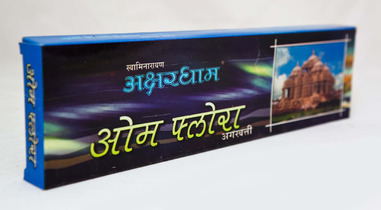 स्वामिनारायण
अक्षरधाम
ओम फ्लोरा
अगरबत्ती
ओम फ्लोरा